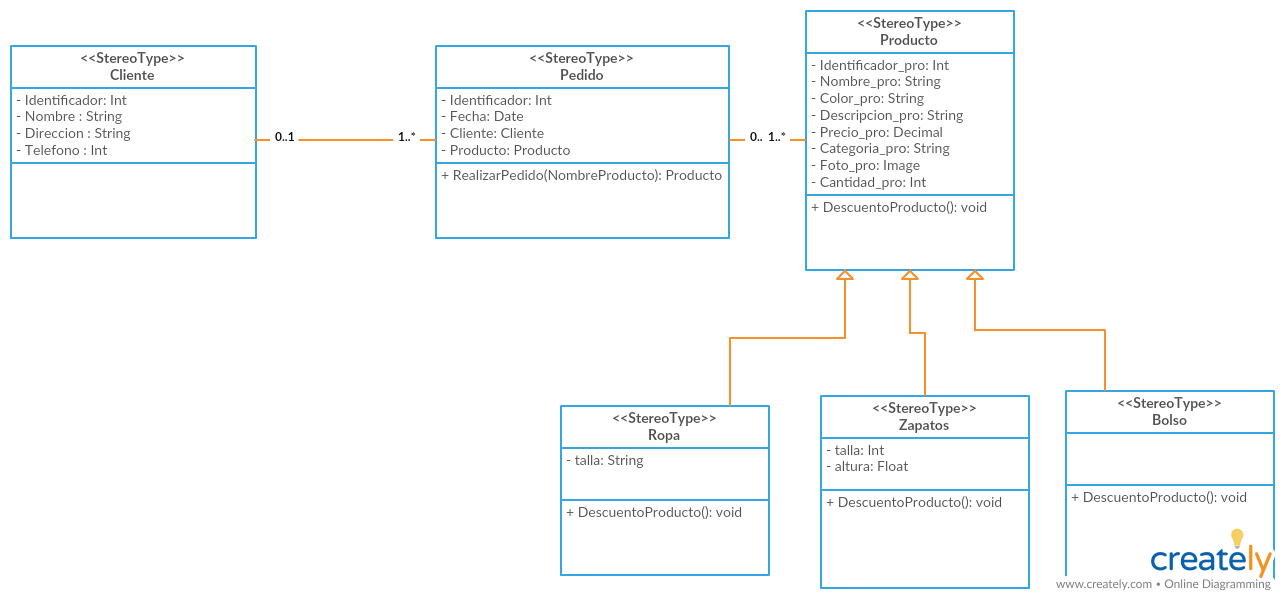 <<StereoType>>
Cliente
- Identificador: Int
- Nombre : String
- Direccion : String
- Telefono : Int
0..1
1..*
<<StereoType>>
Pedido
- Identificador: Int
- Fecha: Date
- Cliente: Cliente
- Producto: Producto
+ RealizarPedido(NombreProducto): Producto
0..
1..*
<<StereoType>>
Producto
- Identificador_pro: Int
- Nombre_pro: String
- Color_pro: String
- Descripcion_pro: String
- Precio_pro: Decimal
- Categoria_pro: String
- Foto_pro: Image
- Cantidad_pro: Int
+ DescuentoProducto(): void
<<StereoType>>
Ropa
- talla: String
+ DescuentoProducto(): void
<<StereoType>>
Zapatos
- talla: Int
- altura: Float
+ DescuentoProducto(): void
<<StereoType>>
Bolso
+ DescuentoProducto(): void
creately
www.creately.com • Online Diagramming